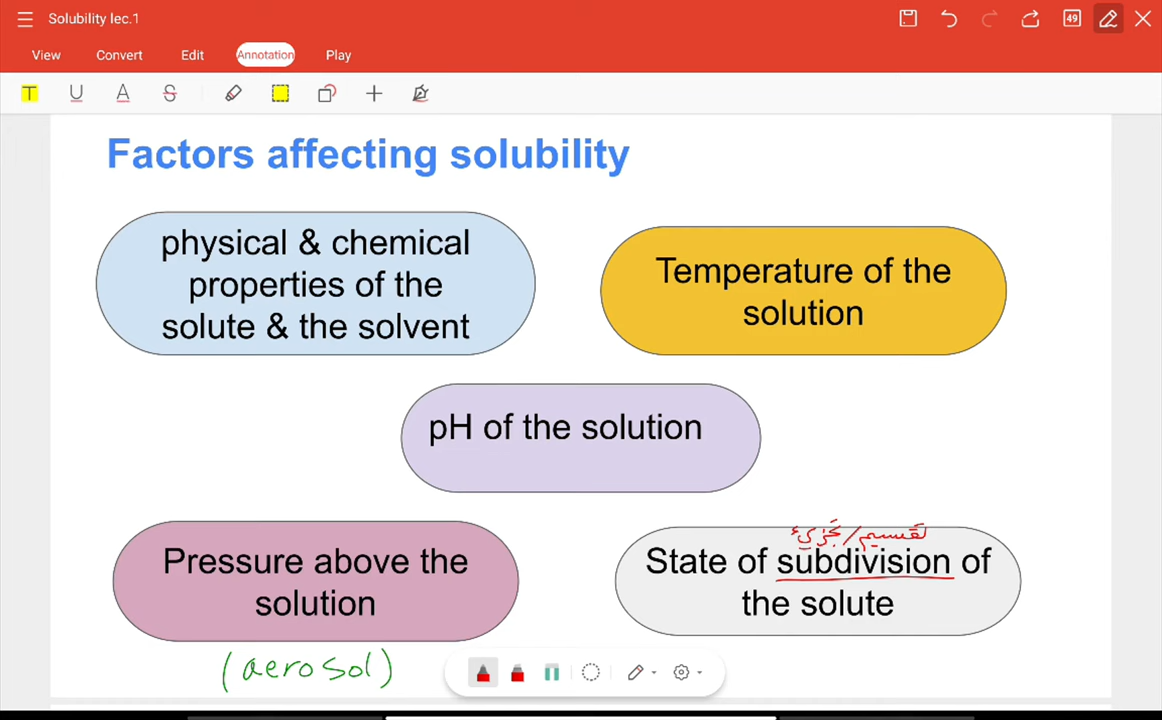 Solubility lec.1
49
View Convert Edit Annotation Play
T U A S
Factors affecting solubility
physical & chemical
properties of the
solute & the solvent
Temperature of the
solution
pH of the solution
Pressure above the
solution
(aerosol)
تقسيم/تجزيء
State of subdivision of
the solute